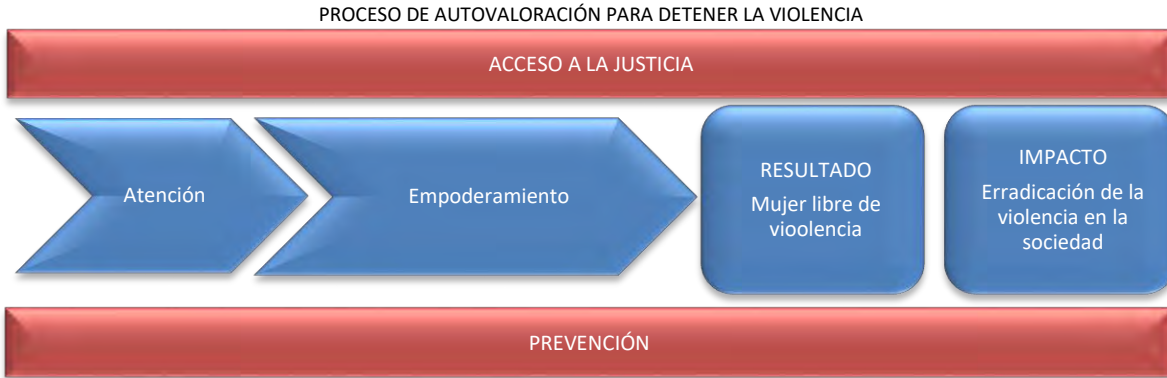 PROCESO DE AUTOVALORACIÓN PARA DETENER LA VIOLENCIA
ACCESO A LA JUSTICIA
Atención
Empoderamiento
RESULTADO
Mujer libre de
vioolencia
IMPACTO
Erradicación de la
violencia en la
sociedad
PREVENCIÓN